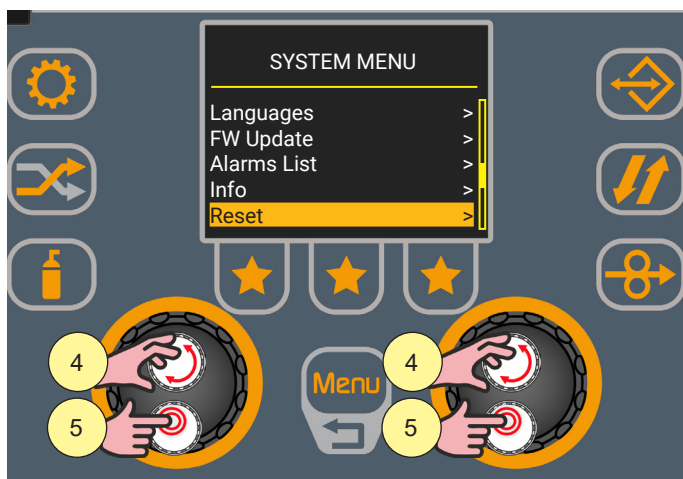 SYSTEM MENU
Languages >
FW Update >
Alarms List >
Info >
Reset >
4
4
Menu
5
5